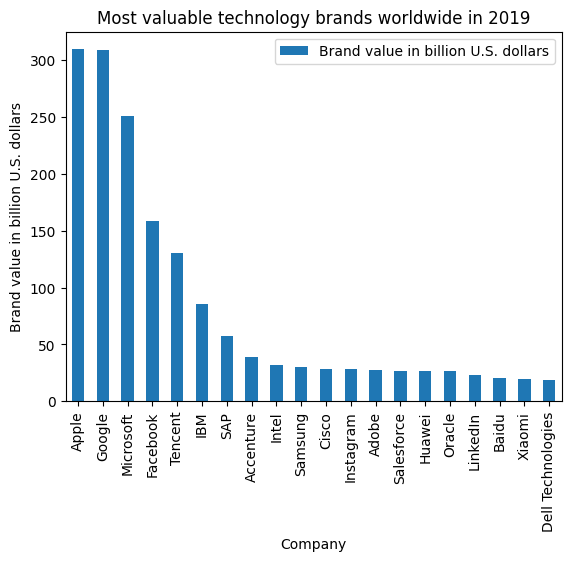 Most valuable technology brands worldwide in 2019
Brand value in billion U.S. dollars
Brand value in billion U.S. dollars
300
250
200
150
100
50
0
Apple
Google
Microsoft
Facebook
Tencent
IBM
SAP
Accenture
Intel
Samsung
Cisco
Instagram
Adobe
Salesforce
Huawei
Oracle
LinkedIn
Baidu
Xiaomi
Dell Technologies
Company